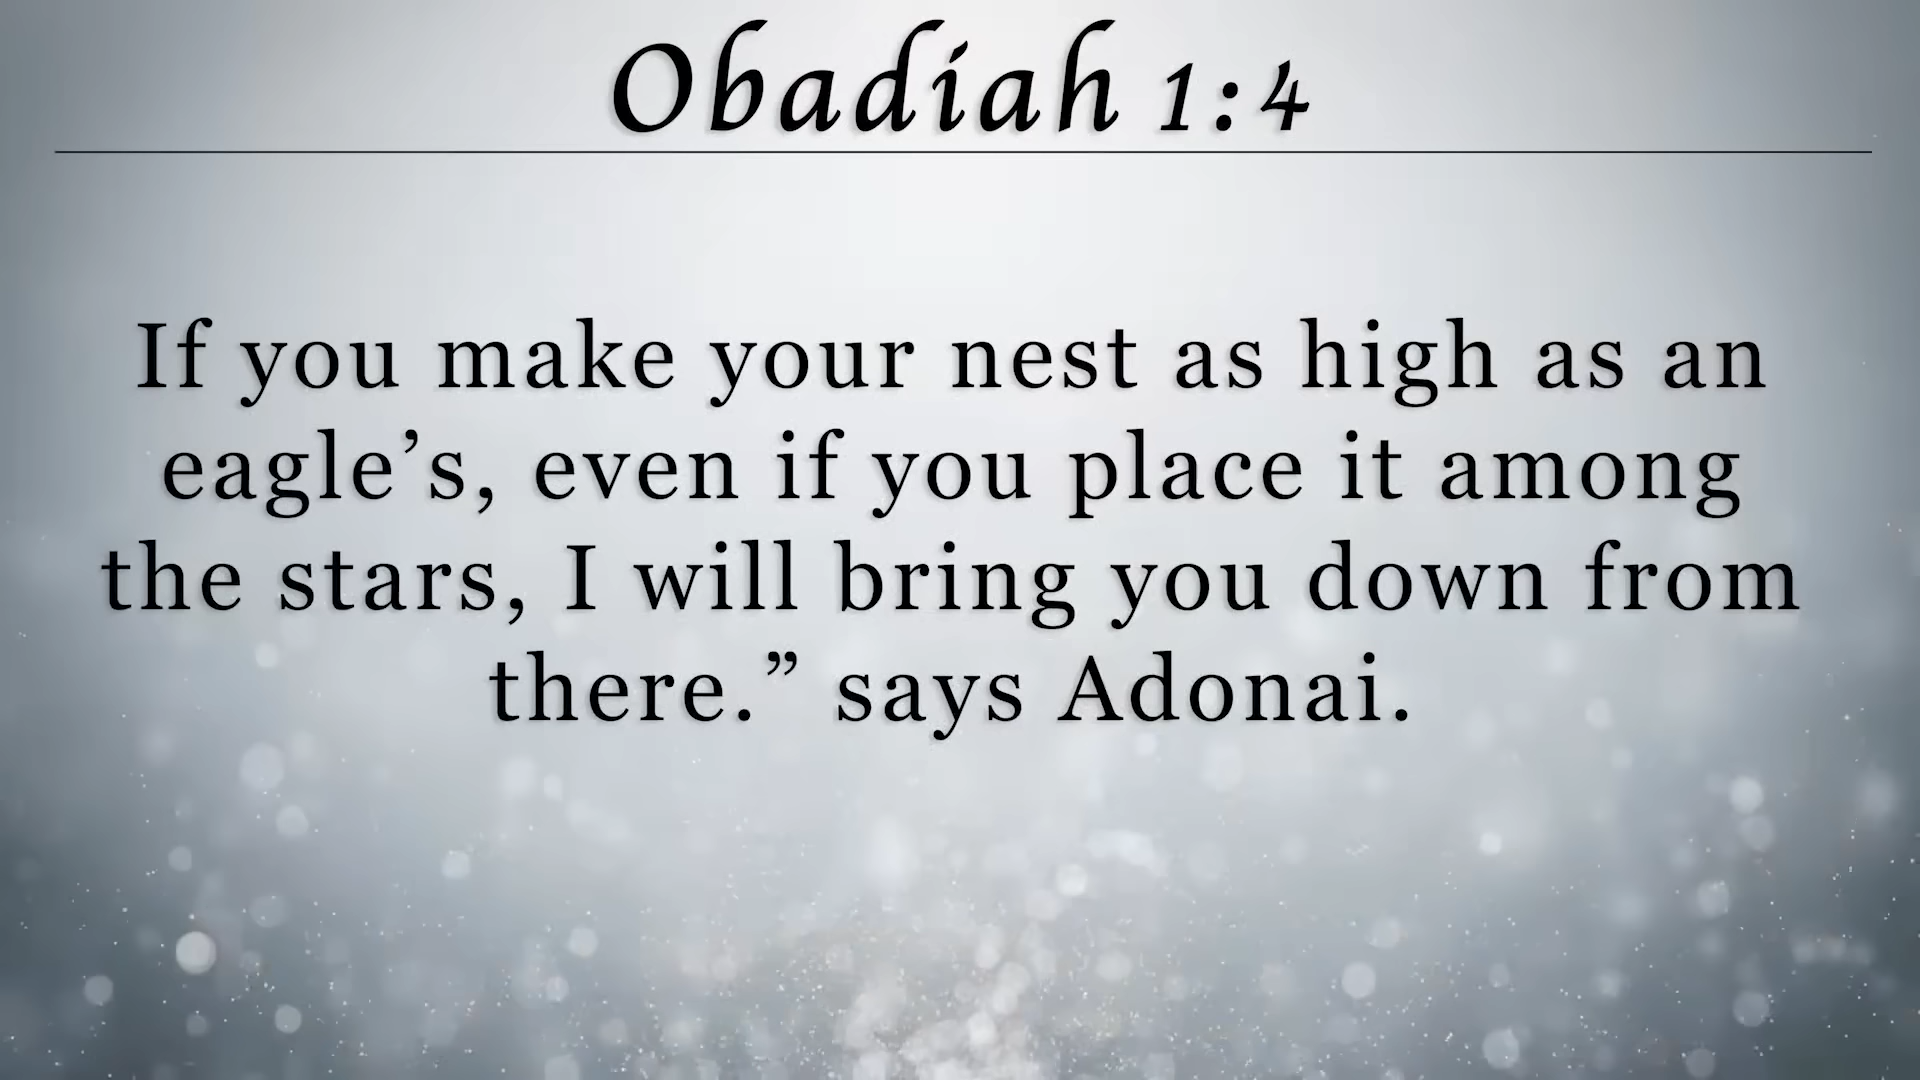 Obadiah 1:4
If you make your nest as high as an
eagle’s, even if you place it among
the stars, I will bring you down from
there.” says Adonai.